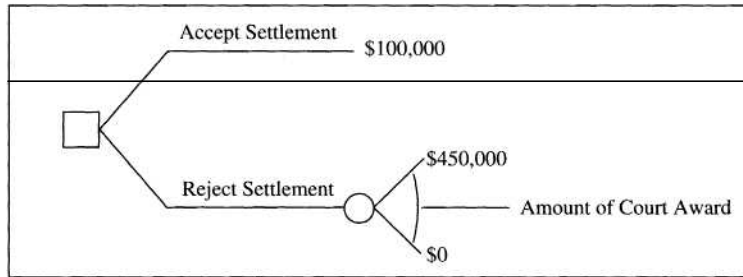 Accept Settlement
$100,000
$450,000
Reject Settlement
Amount of Court Award
$0